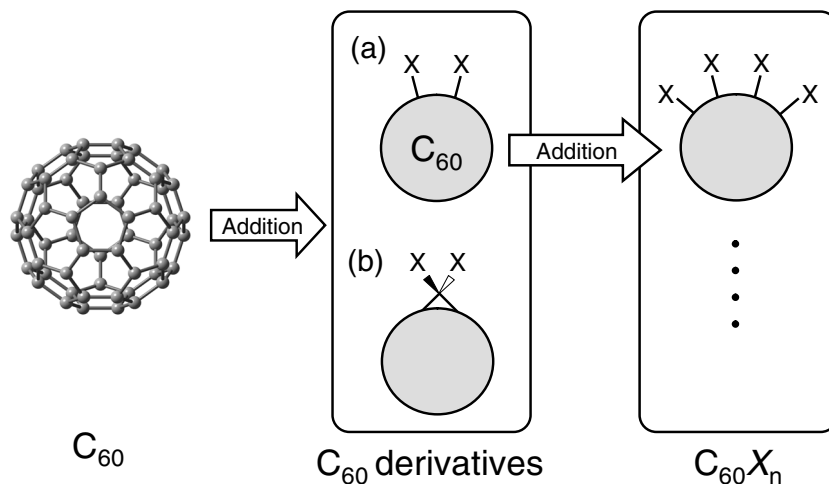 (a)
X X
C₆₀
Addition
(b)
X X
Addition
X X X X
C₆₀
C₆₀ derivatives
C₆₀Xₙ